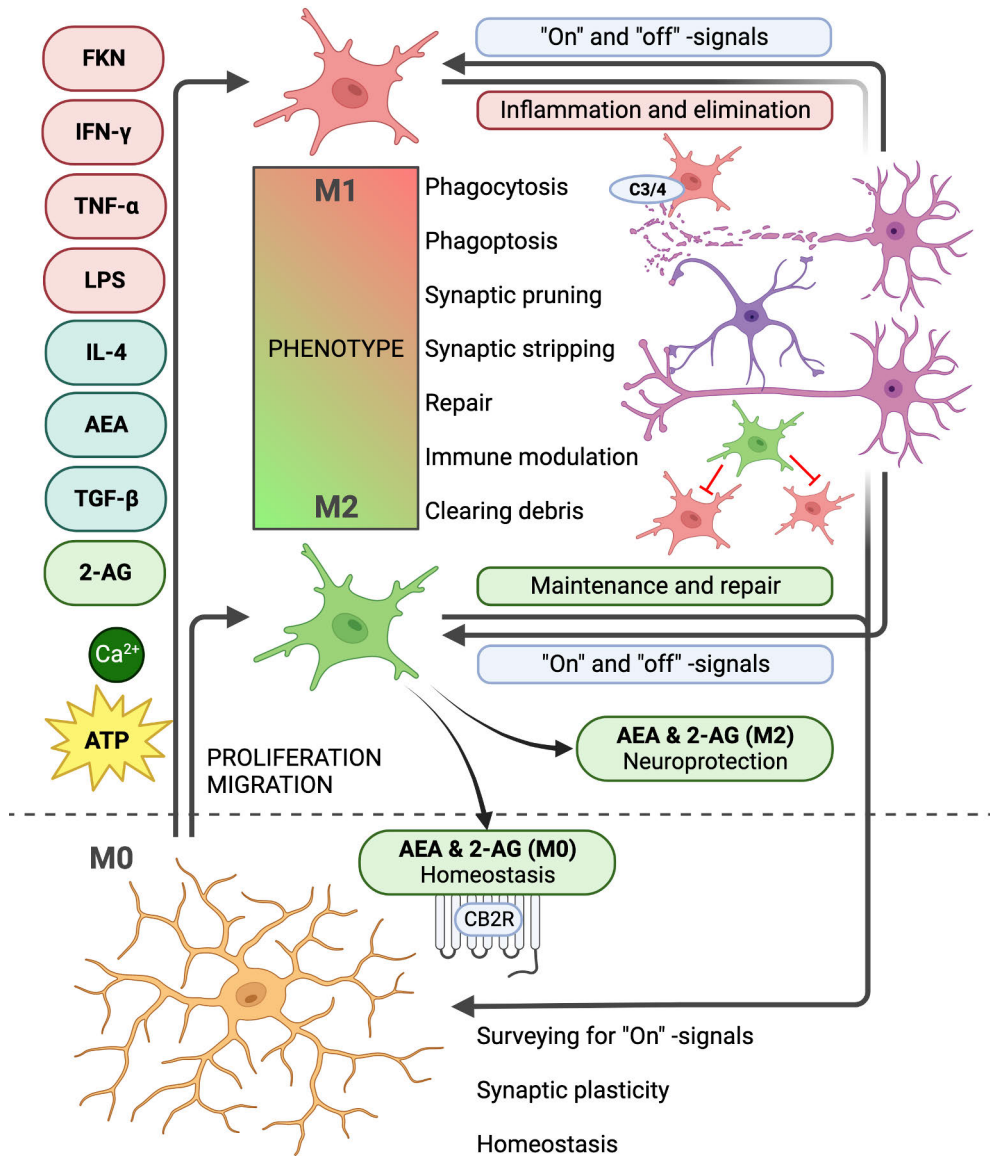 FKN
IFN-γ
TNF-α
LPS
IL-4
AEA
TGF-β
2-AG
Ca2+
ATP
"On" and "off" -signals
Inflammation and elimination
M1
PHENOTYPE
M2
Phagocytosis
Phagoptosis
Synaptic pruning
Synaptic stripping
Repair
Immune modulation
Clearing debris
C3/4
Maintenance and repair
"On" and "off" -signals
AEA & 2-AG (M2)
Neuroprotection
PROLIFERATION
MIGRATION
M0
AEA & 2-AG (M0)
Homeostasis
CB2R
Surveying for "On" -signals
Synaptic plasticity
Homeostasis